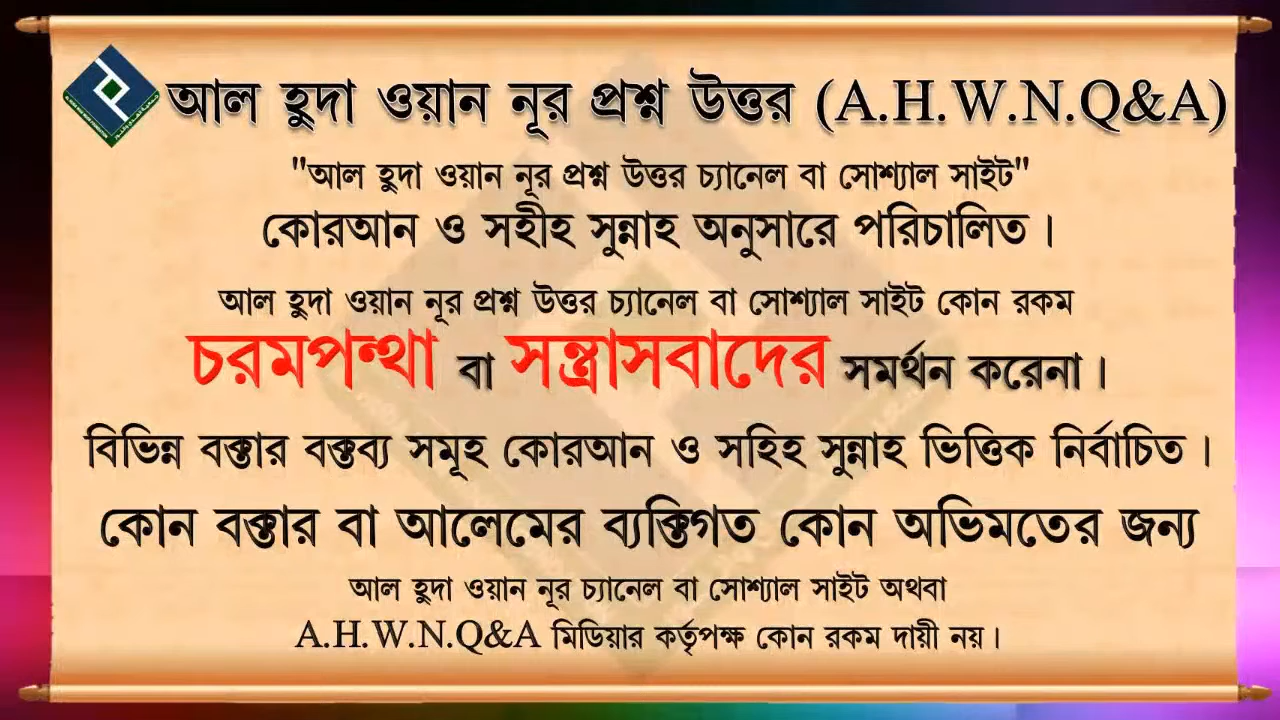 আল হুদা ওয়ান নূর প্রশ্ন উত্তর (A.H.W.N.Q&A)
"আল হুদা ওয়ান নূর প্রশ্ন উত্তর চ্যানেল বা সোশ্যাল সাইট"
কোরআন ও সহীহ সুন্নাহ অনুসারে পরিচালিত ।
আল হুদা ওয়ান নূর প্রশ্ন উত্তর চ্যানেল বা সোশ্যাল সাইট কোন রকম
চরমপন্থা বা সন্ত্রাসবাদের সমর্থন করেনা ।
বিভিন্ন বক্তার বক্তব্য সমূহ কোরআন ও সহিহ সুন্নাহ ভিত্তিক নির্বাচিত ।
কোন বক্তার বা আলেমের ব্যক্তিগত কোন অভিমতের জন্য
আল হুদা ওয়ান নূর চ্যানেল বা সোশ্যাল সাইট অথবা
A.H.W.N.Q&A মিডিয়ার কর্তৃপক্ষ কোন রকম দায়ী নয় ।